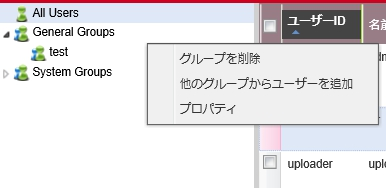 All Users
General Groups
test
System Groups
グループを削除
他のグループからユーザーを追加
プロパティ
ユーザーID
uploader